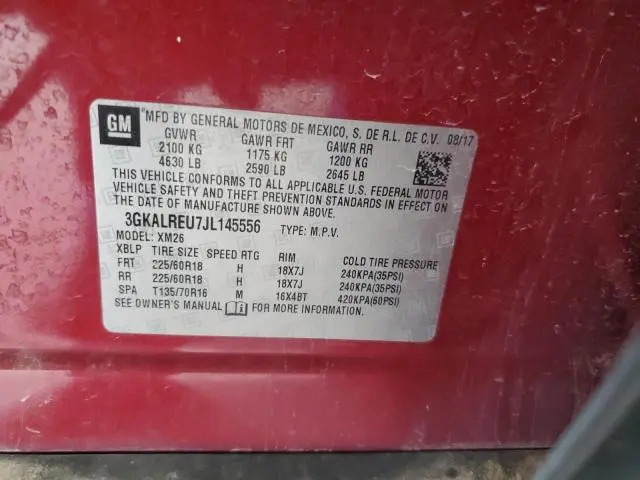 GM
"MFD BY GENERAL MOTORS DE MEXICO, S. DE R.L. DE C.V. 08/17
GVWR GAWR FRT GAWR RR
2100 KG 1175 KG 1200 KG
4630 LB 2590 LB 2645 LB
THIS VEHICLE CONFORMS TO ALL APPLICABLE U.S. FEDERAL MOTOR
VEHICLE SAFETY AND THEFT PREVENTION STANDARDS IN EFFECT ON
THE DATE OF MANUFACTURE SHOWN ABOVE.
3GKALREU7JL145556 TYPE: M.P.V.
MODEL: XM26
XBLP TIRE SIZE SPEED RTG RIM COLD TIRE PRESSURE
FRT 225/60R18 H 18X7J 240KPA(35PSI)
RR 225/60R18 H 18X7J 240KPA(35PSI)
SPA T135/70R16 M 16X4BT 420KPA(60PSI)
SEE OWNER'S MANUAL FOR MORE INFORMATION.